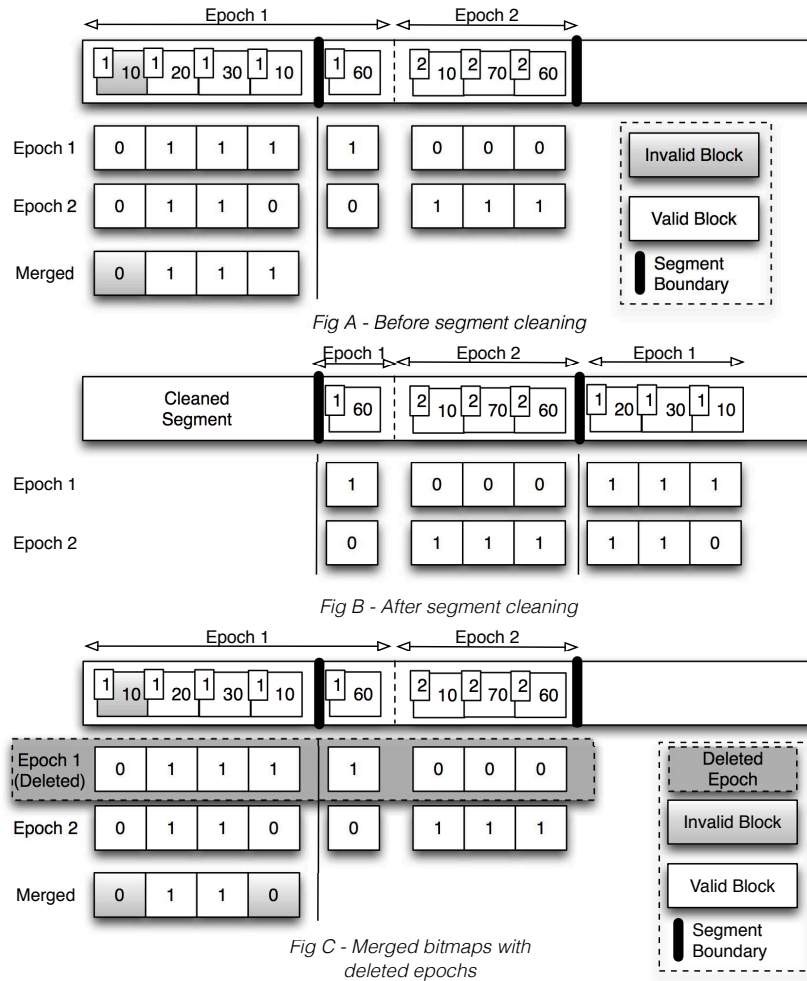 Epoch 1 Epoch 2
1 10 1 20 1 30 1 10 1 60 2 10 2 70 2 60
Epoch 1 0 1 1 1 1 0 0 0
Epoch 2 0 1 1 0 0 1 1 1
Merged 0 1 1 1
Invalid Block
Valid Block
Segment
Boundary
Fig A - Before segment cleaning
Epoch 1 Epoch 2 Epoch 1
Cleaned
Segment
1 60 2 10 2 70 2 60 1 20 1 30 1 10
Epoch 1 1 0 0 0 1 1 1
Epoch 2 0 1 1 1 1 1 0
Fig B - After segment cleaning
Epoch 1 Epoch 2
1 10 1 20 1 30 1 10 1 60 2 10 2 70 2 60
Epoch 1
(Deleted)
0 1 1 1 1 0 0 0
Epoch 2 0 1 1 0 0 1 1 1
Merged 0 1 1 0
Deleted
Epoch
Invalid Block
Valid Block
Segment
Boundary
Fig C - Merged bitmaps with
deleted epochs